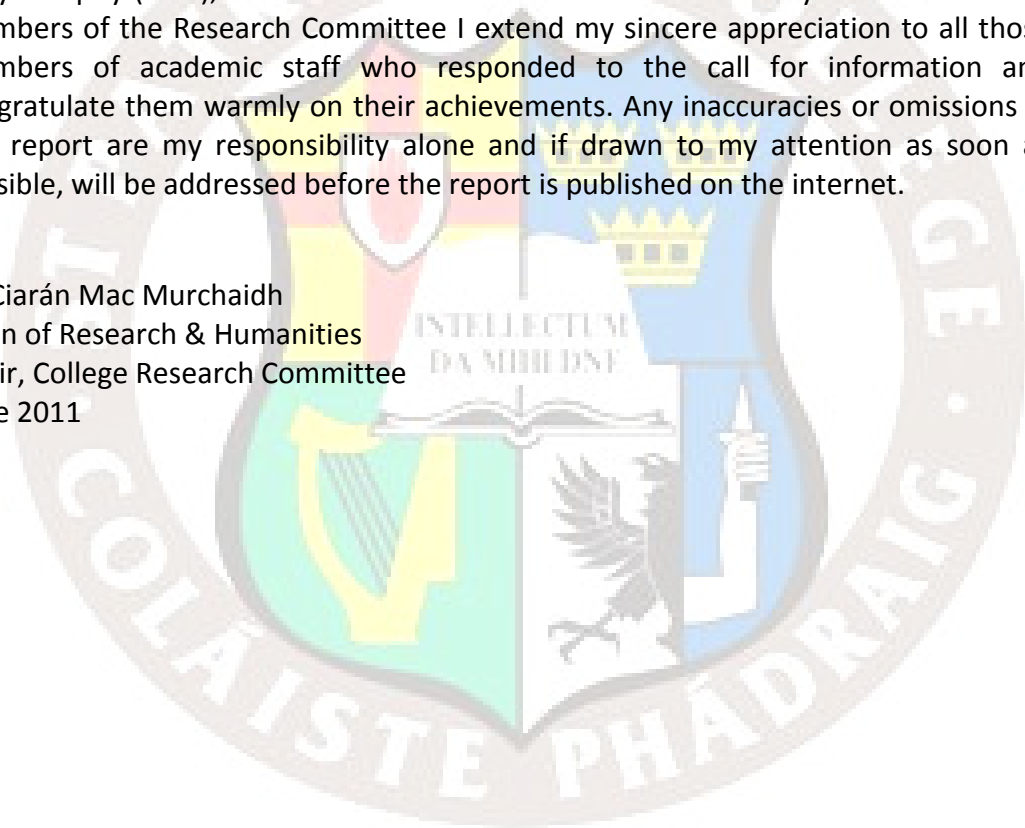 mbers of the Research Committee I extend my sincere appreciation to all thos
mbers of academic staff who responded to the call for information an
gratulate them warmly on their achievements. Any inaccuracies or omissions
report are my responsibility alone and if drawn to my attention as soon a
sible, will be addressed before the report is published on the internet.
Ciarán Mac Murchaidh
n of Research & Humanities
ir, College Research Committee
e 2011
INTELLECTUM
DA MIHI DNE
COLÁISTE PHÁDRAIG